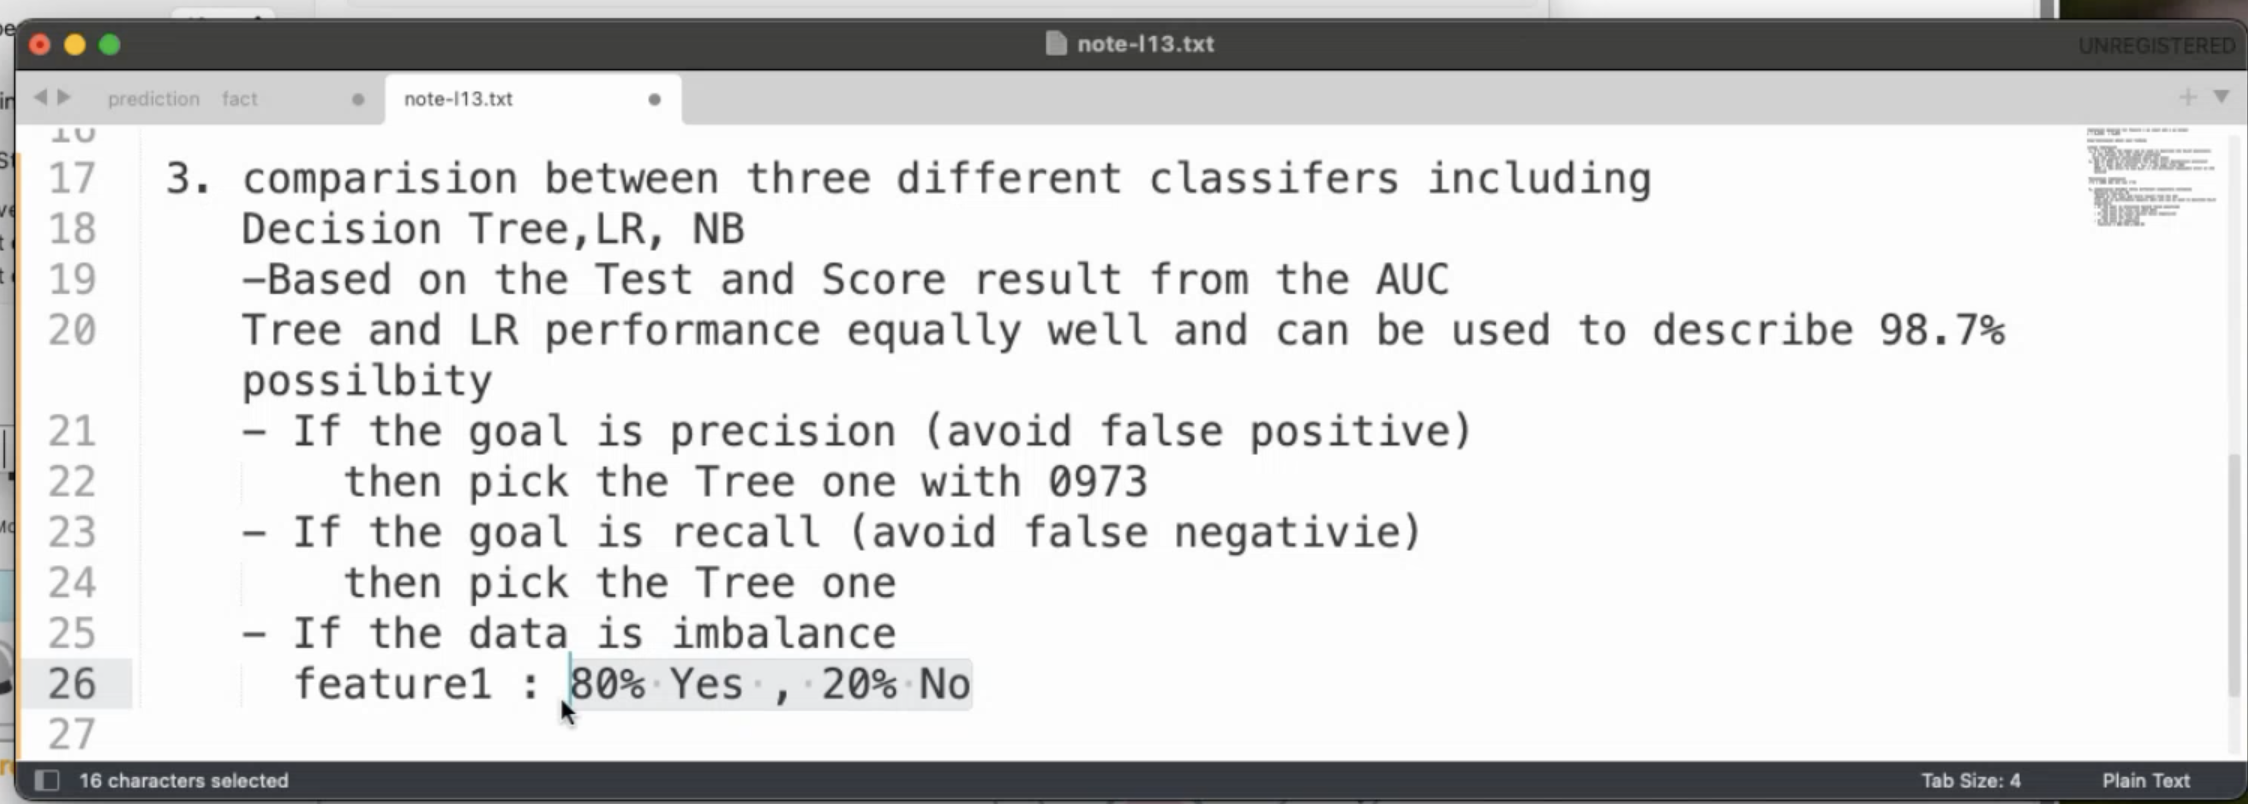 note-l13.txt
UNREGISTERED
prediction fact
note-l13.txt
17 3. comparision between three different classifers including
18 Decision Tree,LR, NB
19 –Based on the Test and Score result from the AUC
20 Tree and LR performance equally well and can be used to describe 98.7%
possilbity
21 – If the goal is precision (avoid false positive)
22 then pick the Tree one with 0973
23 – If the goal is recall (avoid false negativie)
24 then pick the Tree one
25 – If the data is imbalance
26 feature1 : 80% Yes , 20% No
27
16 characters selected
Tab Size: 4
Plain Text